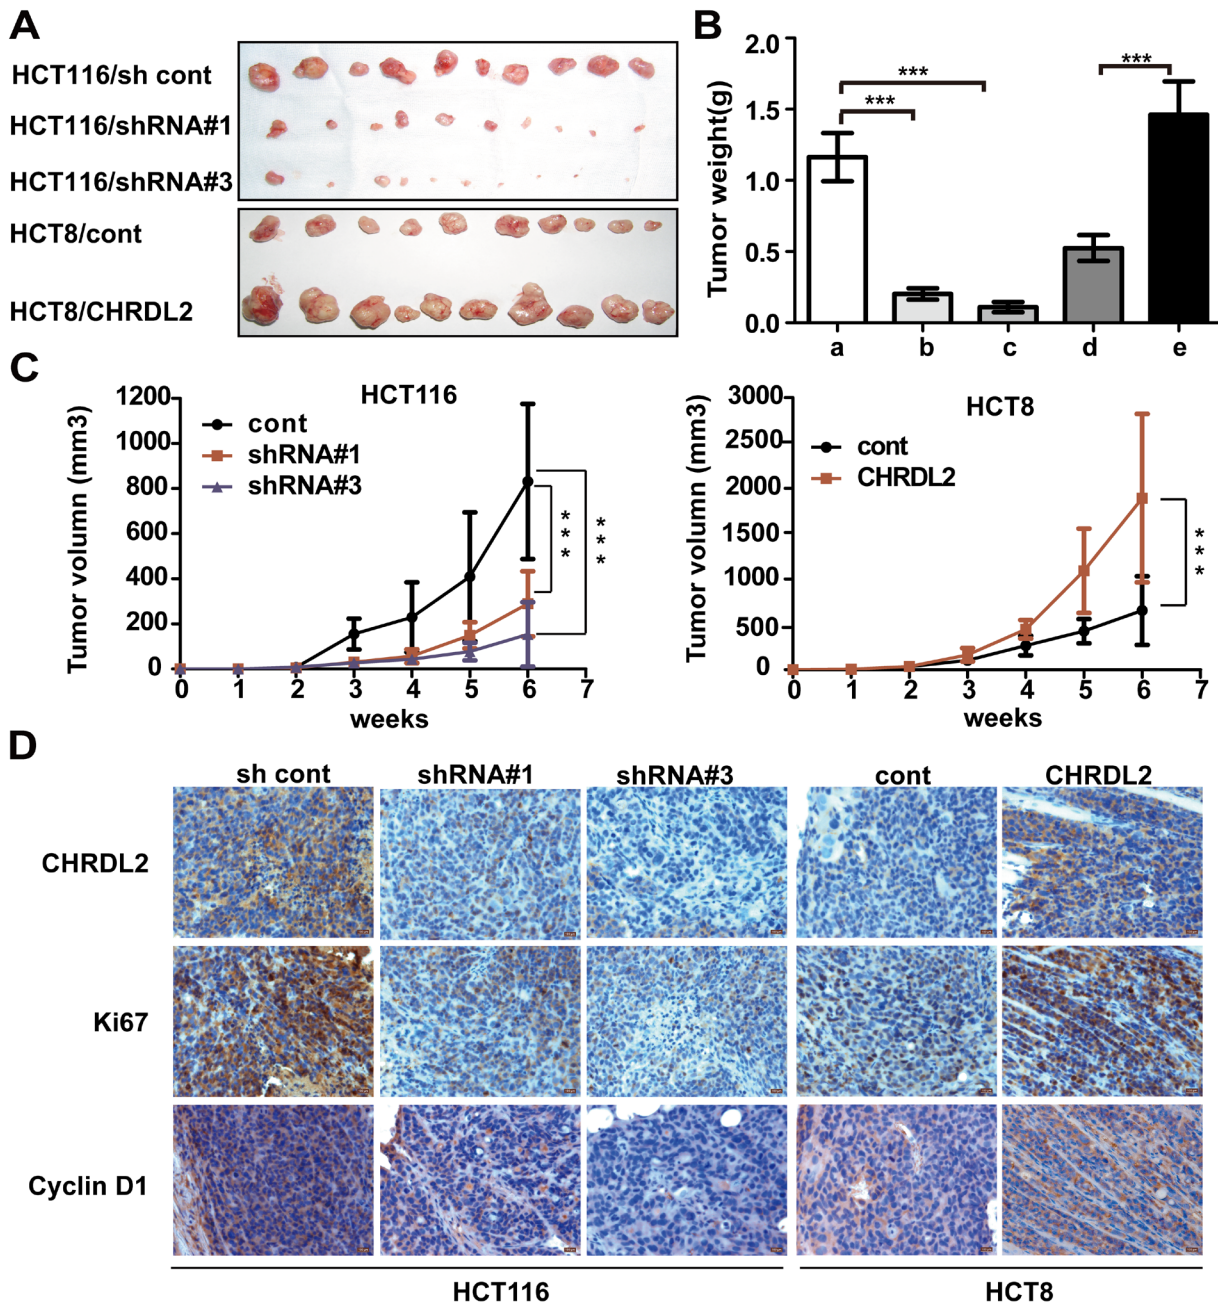 A
HCT116/sh cont
HCT116/shRNA#1
HCT116/shRNA#3
HCT8/cont
HCT8/CHRDL2
B
Tumor weight(g)
2.0
1.5
1.0
0.5
0.0
***
***
***
a b c d e
C
HCT116
Tumor volumn (mm3)
1200
1000
800
600
400
200
0
cont
shRNA#1
shRNA#3
***
***
0 1 2 3 4 5 6 7
weeks
HCT8
Tumor volumn (mm3)
3000
2500
2000
1500
1000
500
0
cont
CHRDL2
***
0 1 2 3 4 5 6 7
weeks
D
sh cont shRNA#1 shRNA#3 cont CHRDL2
CHRDL2
Ki67
Cyclin D1
HCT116 HCT8